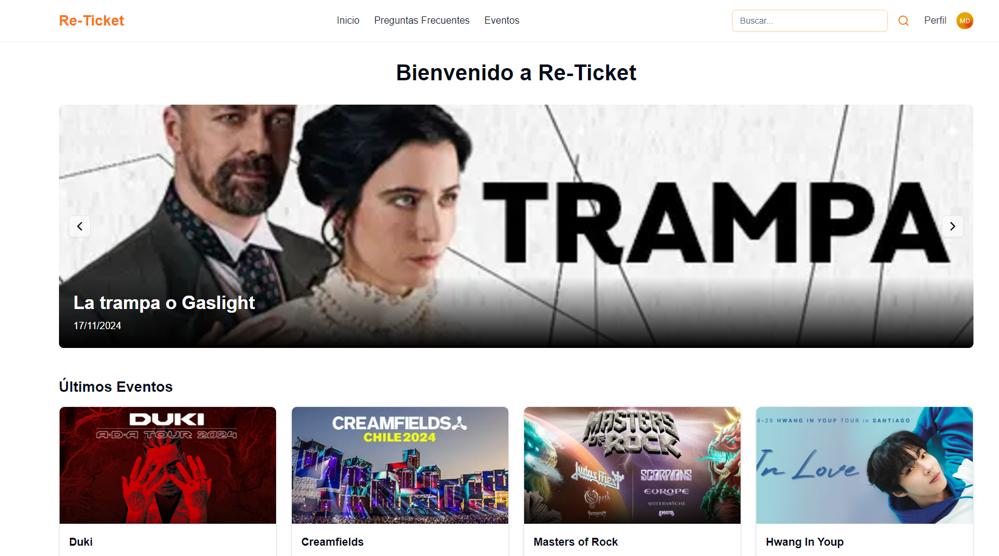 Re-Ticket
Inicio
Preguntas Frecuentes
Eventos
Buscar...
Perfil
MD
Bienvenido a Re-Ticket
TRAMPA
La trampa o Gaslight
17/11/2024
Últimos Eventos
DUKI
A·D·A TOUR 2024
Duki
CREAMFIELDS
CHILE 2024
Creamfields
MASTERS
OF ROCK
Judas Priest
SCORPIONS
Opeth
EUROPE
QUEENSRŸCHE
Masters of Rock
4-25 HWANG IN YOUP TOUR in SANTIAGO
In Love
Hwang In Youp